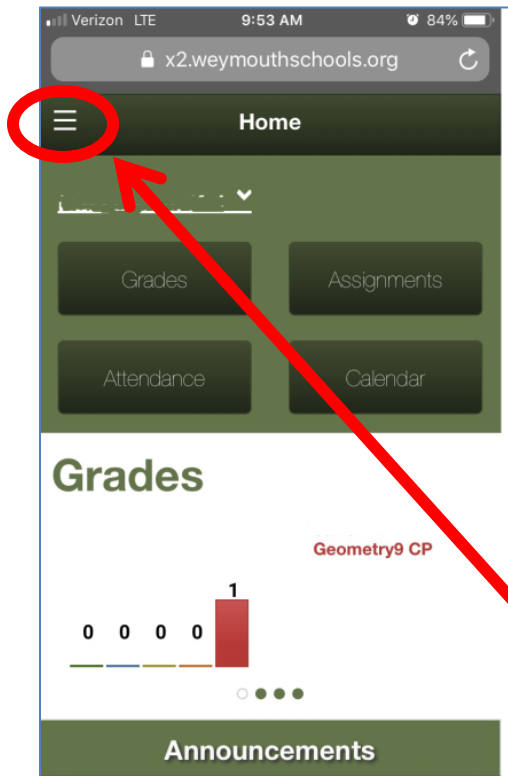 Verizon LTE 9:53 AM 84%
x2.weymouthschools.org
Home
Grades Assignments
Attendance Calendar
Grades
Geometry9 CP
1
0 0 0 0
Announcements